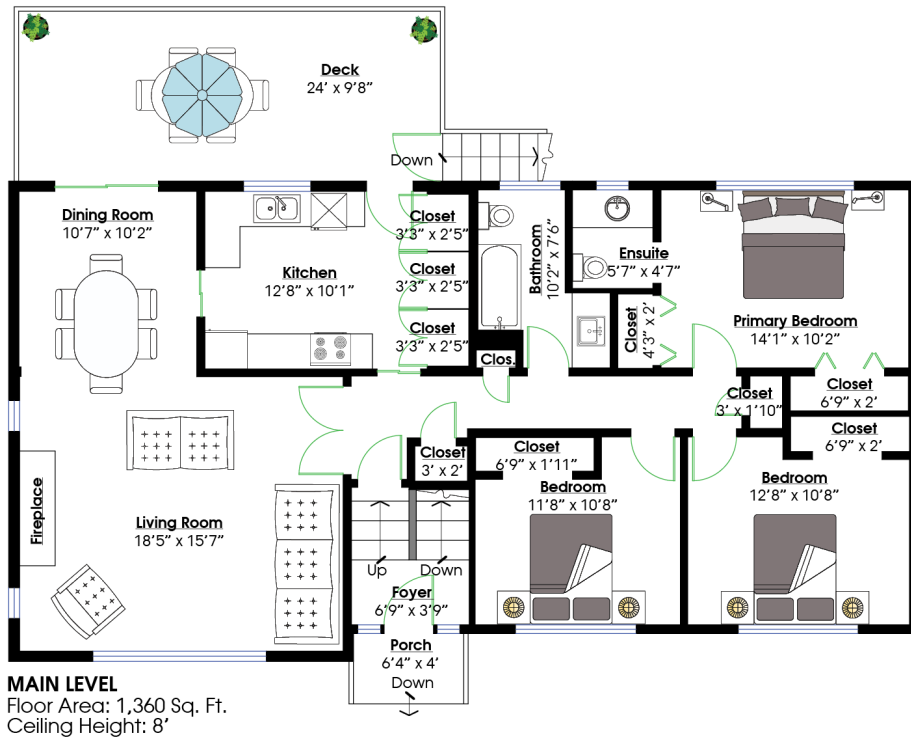 Deck
24' x 9'8"
Down
Dining Room
10'7" x 10'2"
Kitchen
12'8" x 10'1"
Closet
3'3" x 2'5"
Closet
3'3" x 2'5"
Closet
3'3" x 2'5"
Bathroom
10'2" x 7'6"
Ensuite
5'7" x 4'7"
Closet
4'3" x 2'
Primary Bedroom
14'1" x 10'2"
Clos.
Closet
6'9" x 2'
Closet
3' x 1'10"
Closet
6'9" x 2'
Closet
3' x 2'
Closet
6'9" x 1'11"
Bedroom
11'8" x 10'8"
Bedroom
12'8" x 10'8"
Fireplace
Living Room
18'5" x 15'7"
Up
Down
Foyer
6'9" x 3'9"
Porch
6'4" x 4'
Down
MAIN LEVEL
Floor Area: 1,360 Sq. Ft.
Ceiling Height: 8'